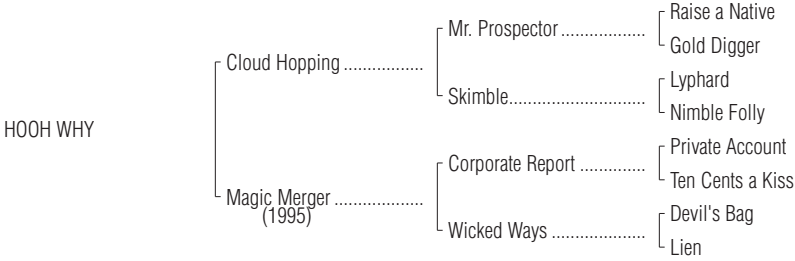 Raise a Native
Mr. Prospector ..................
Gold Digger
Cloud Hopping .................
Lyphard
Skimble.............................
Nimble Folly
HOOH WHY
Private Account
Corporate Report ..............
Ten Cents a Kiss
Magic Merger ...................
(1995)
Devil's Bag
Wicked Ways ....................
Lien